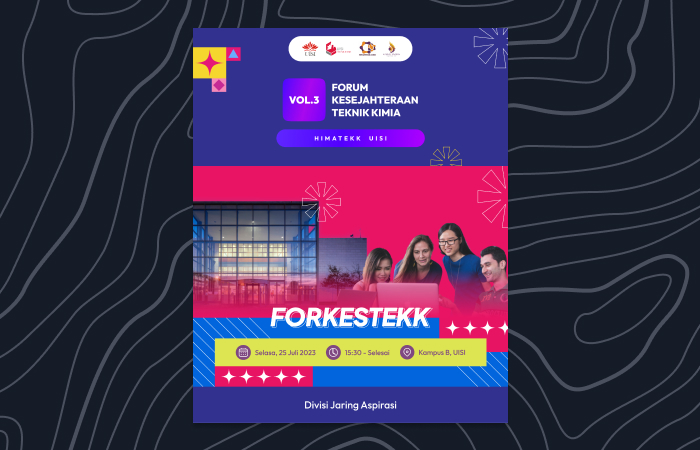 UISI
VOL.3
FORUM
KESEJAHTERAAN
TEKNIK KIMIA
HIMATEKK UISI
FORKESTEKK
Selasa, 25 Juli 2023
15:30 - Selesai
Kampus B, UISI
Divisi Jaring Aspirasi